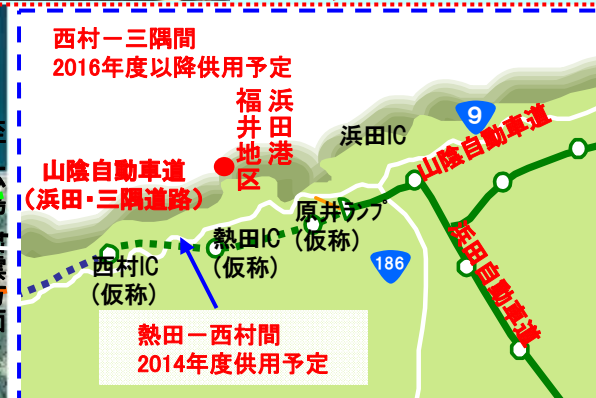 西村－三隅間
2016年度以降供用予定
浜田港
福井地区
浜田IC
9
山陰自動車道
山陰自動車道
（浜田・三隅道路）
原井ランプ
（仮称）
熱田IC
（仮称）
西村IC
（仮称）
186
浜田自動車道
熱田－西村間
2014年度供用予定